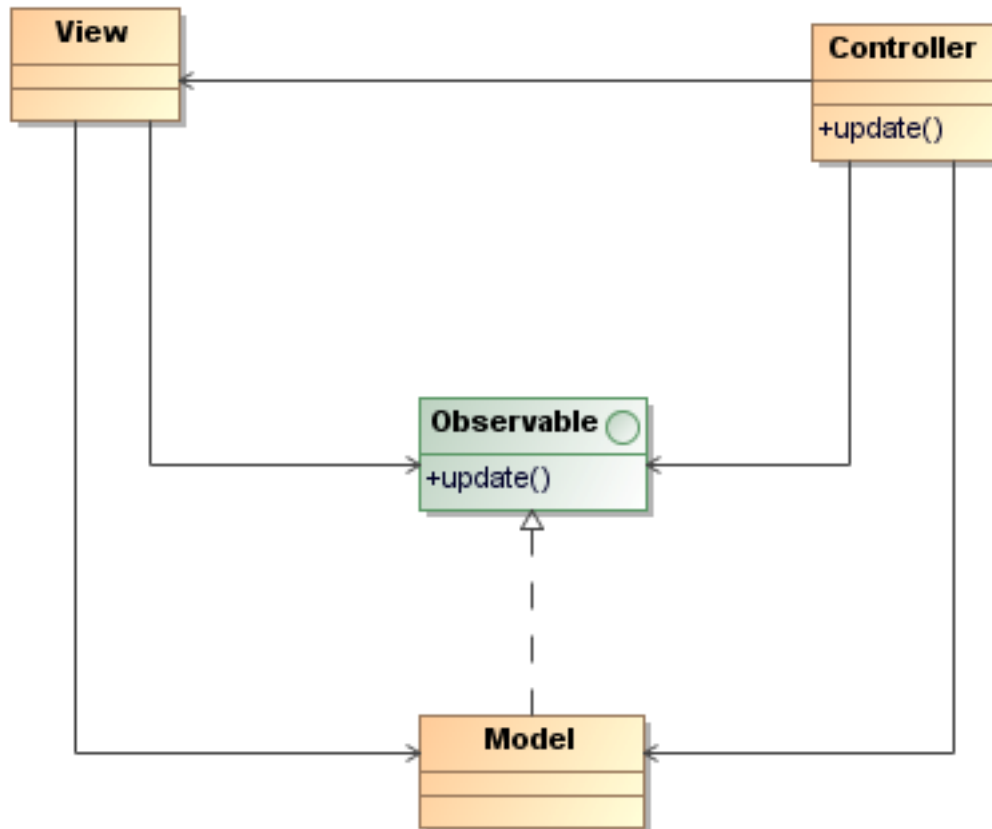 View
Controller
+update()
Observable
+update()
Model